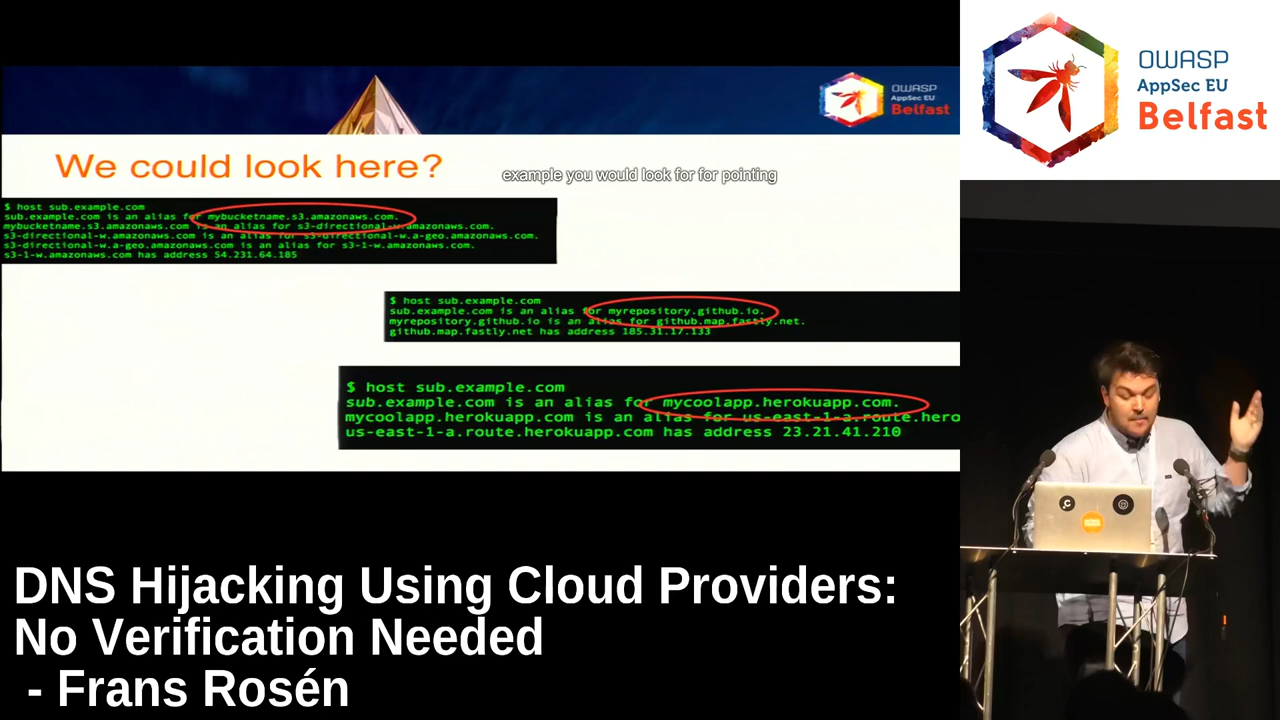 OWASP
AppSec EU
Belfast
We could look here?
example you would look for for pointing
$ host sub.example.com
sub.example.com is an alias for mybucketname.s3.amazonaws.com.
mybucketname.s3.amazonaws.com is an alias for s3-directional-w.amazonaws.com.
s3-directional-w.amazonaws.com is an alias for s3-directional-w.a-geo.amazonaws.com.
s3-directional-w.a-geo.amazonaws.com is an alias for s3-1-w.amazonaws.com.
s3-1-w.amazonaws.com has address 54.231.64.185
$ host sub.example.com
sub.example.com is an alias for myrepository.github.io.
myrepository.github.io is an alias for github.map.fastly.net.
github.map.fastly.net has address 185.31.17.133
$ host sub.example.com
sub.example.com is an alias for mycoolapp.herokuapp.com.
mycoolapp.herokuapp.com is an alias for us-east-1-a.route.hero
us-east-1-a.route.herokuapp.com has address 23.21.41.210
OWASP
AppSec EU
Belfast
DNS Hijacking Using Cloud Providers:
No Verification Needed
- Frans Rosén